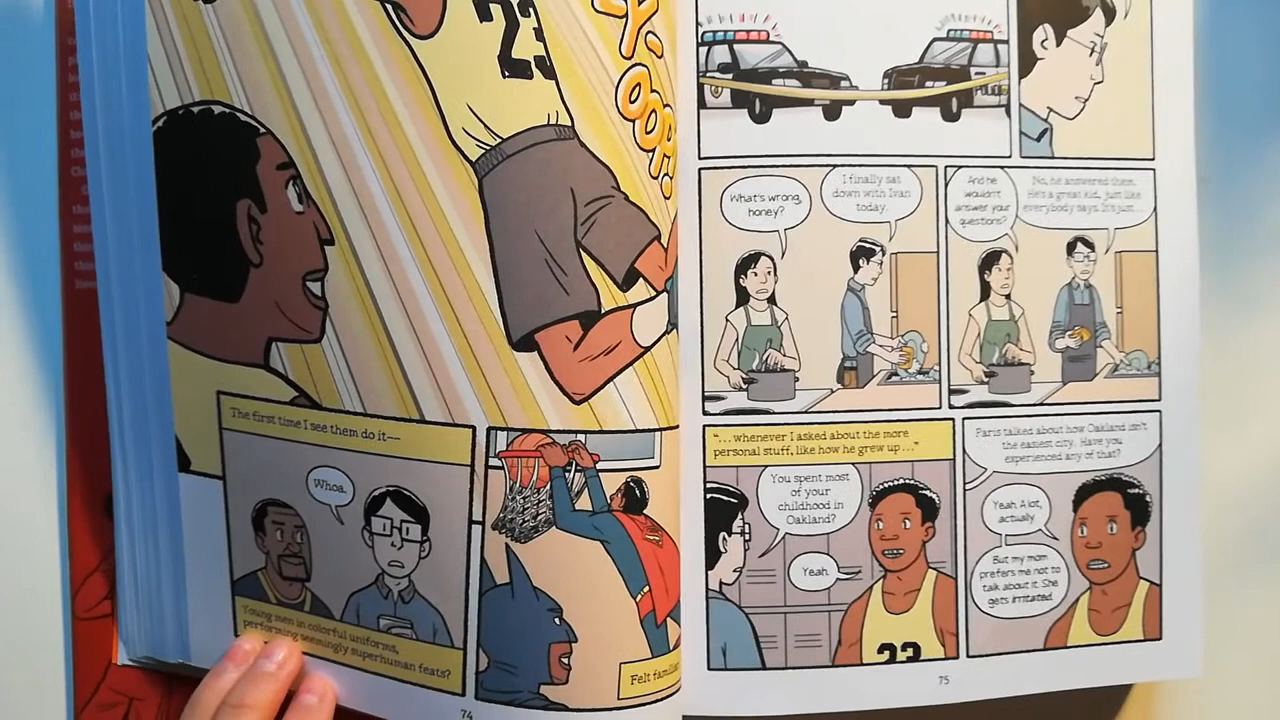 23
Y-
OOP!
The first time I see them do it--
Whoa.
Young men in colorful uniforms,
performing seemingly superhuman feats?
Felt
74
What's wrong,
honey?
I finally sat
down with Ivan
today.
And he
wouldn't
answer your
questions?
No, he answered them.
He's a great kid, just like
everybody says. It's just...
"...whenever I asked about the more
personal stuff, like how he grew up..."
You spent most
of your
childhood in
Oakland?
Yeah.
23
Paris talked about how Oakland isn't
the easiest city. Have you
experienced any of that?
Yeah. A lot,
actually.
But my mom
prefers me not to
talk about it. She
gets irritated.
75